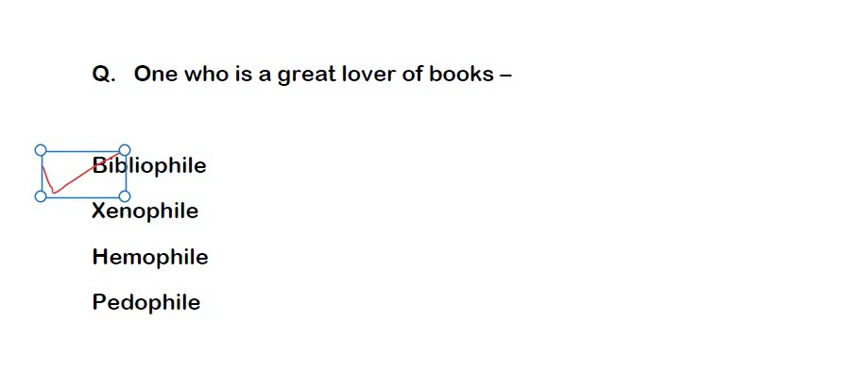 Q. One who is a great lover of books –
Bibliophile
Xenophile
Hemophile
Pedophile